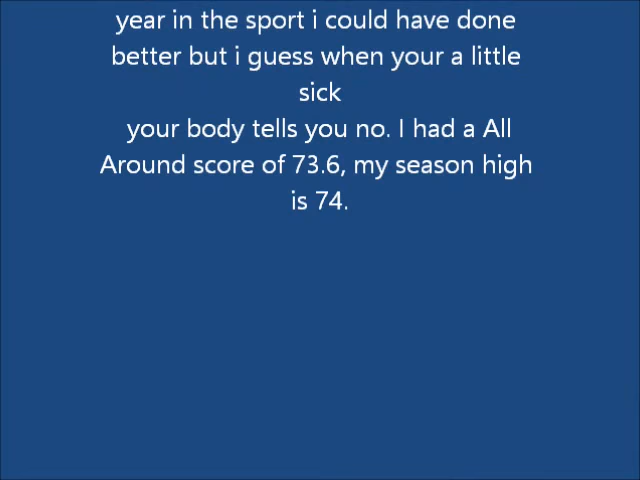 year in the sport i could have done
better but i guess when your a little
sick
your body tells you no. I had a All
Around score of 73.6, my season high
is 74.